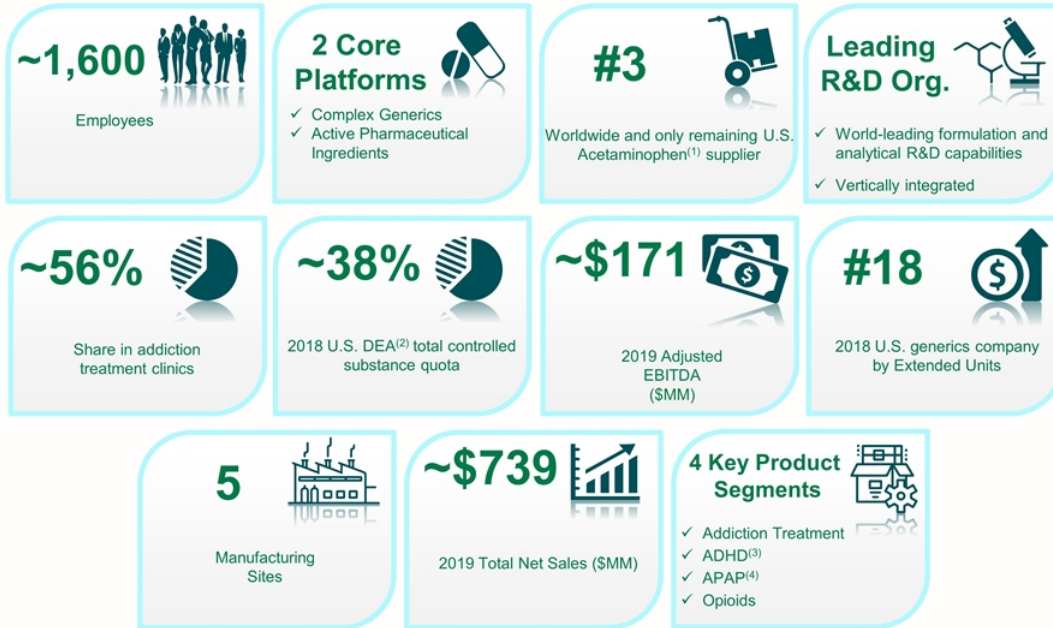 ~1,600
Employees
2 Core
Platforms
✓ Complex Generics
✓ Active Pharmaceutical
Ingredients
#3
Worldwide and only remaining U.S.
Acetaminophen(1) supplier
Leading
R&D Org.
✓ World-leading formulation and
analytical R&D capabilities
✓ Vertically integrated
~56%
Share in addiction
treatment clinics
~38%
2018 U.S. DEA(2) total controlled
substance quota
~$171
2019 Adjusted
EBITDA
($MM)
#18
2018 U.S. generics company
by Extended Units
5
Manufacturing
Sites
~$739
2019 Total Net Sales ($MM)
4 Key Product
Segments
✓ Addiction Treatment
✓ ADHD(3)
✓ APAP(4)
✓ Opioids